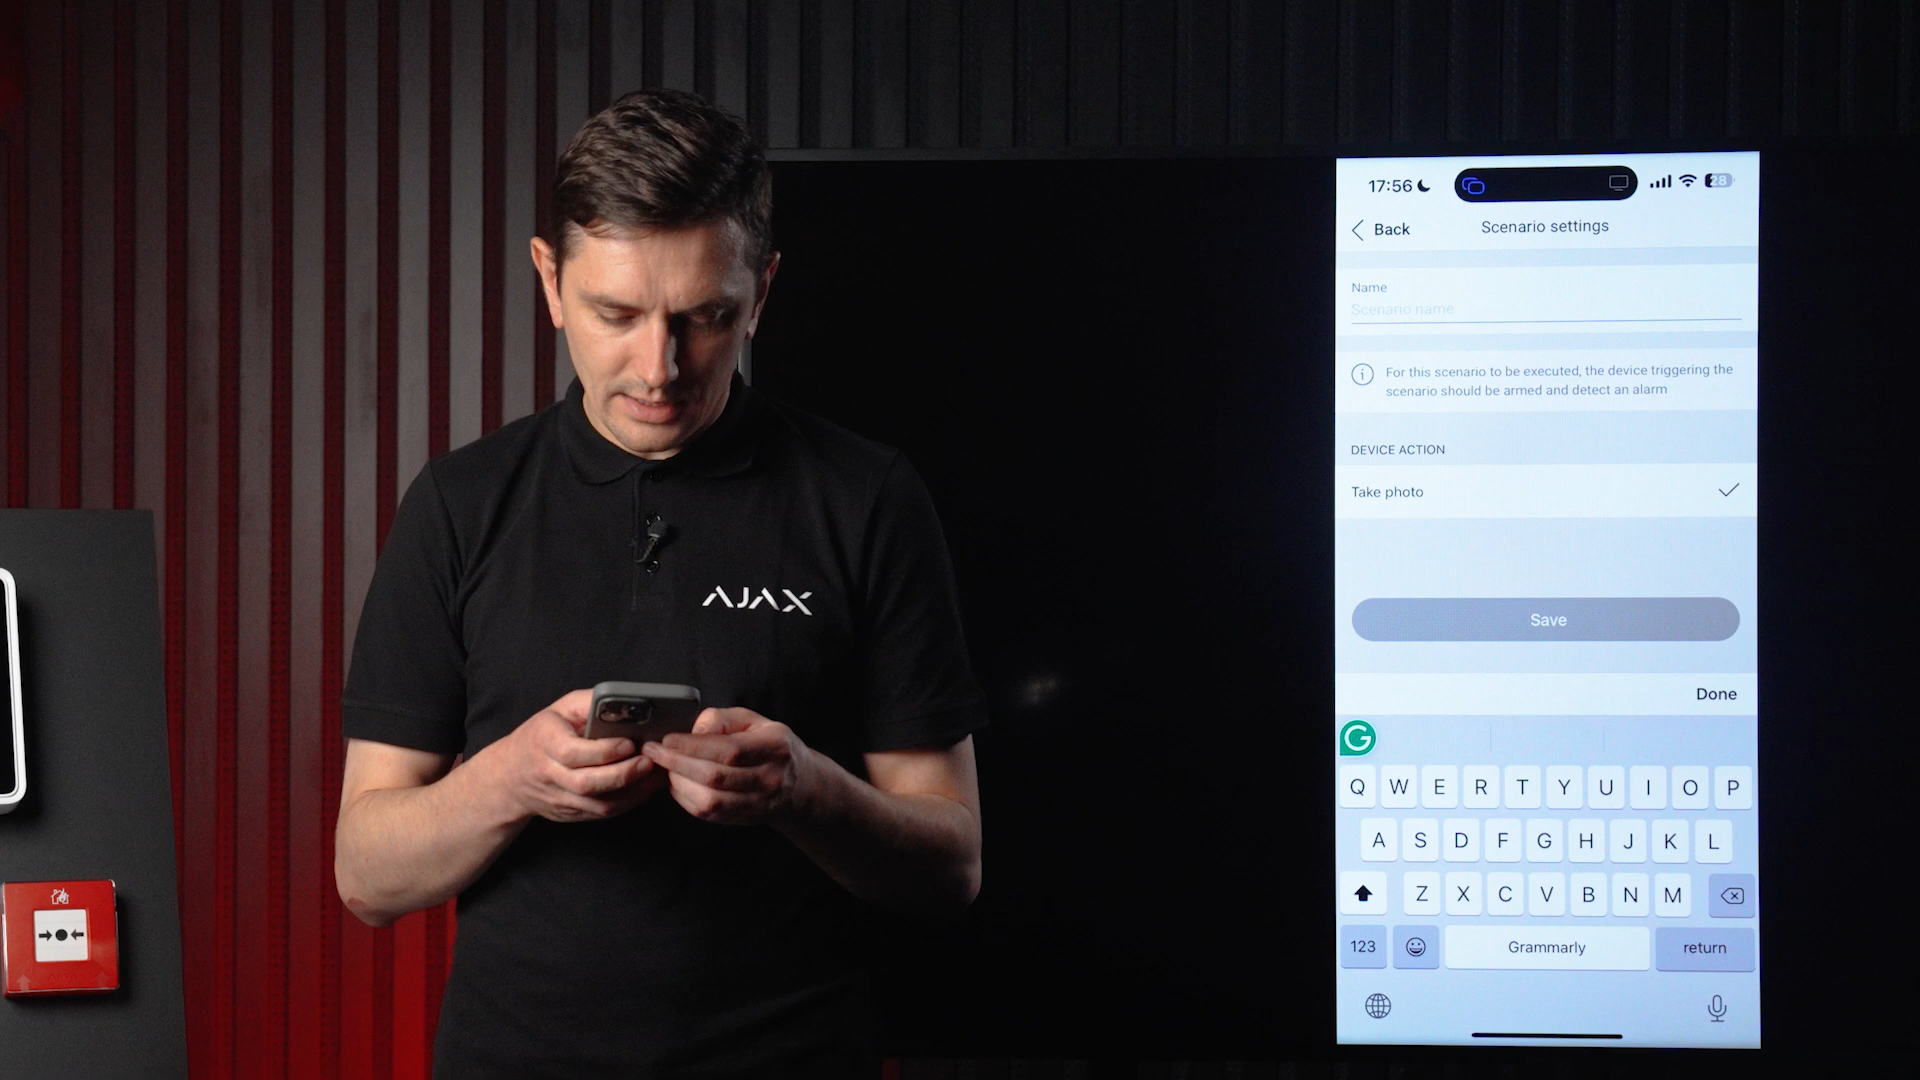 AJAX
17:56
28
Back
Scenario settings
Name
Scenario name
For this scenario to be executed, the device triggering the
scenario should be armed and detect an alarm
DEVICE ACTION
Take photo
Save
Done
G
Q W E R T Y U I O P
A S D F G H J K L
Z X C V B N M
123
Grammarly
return